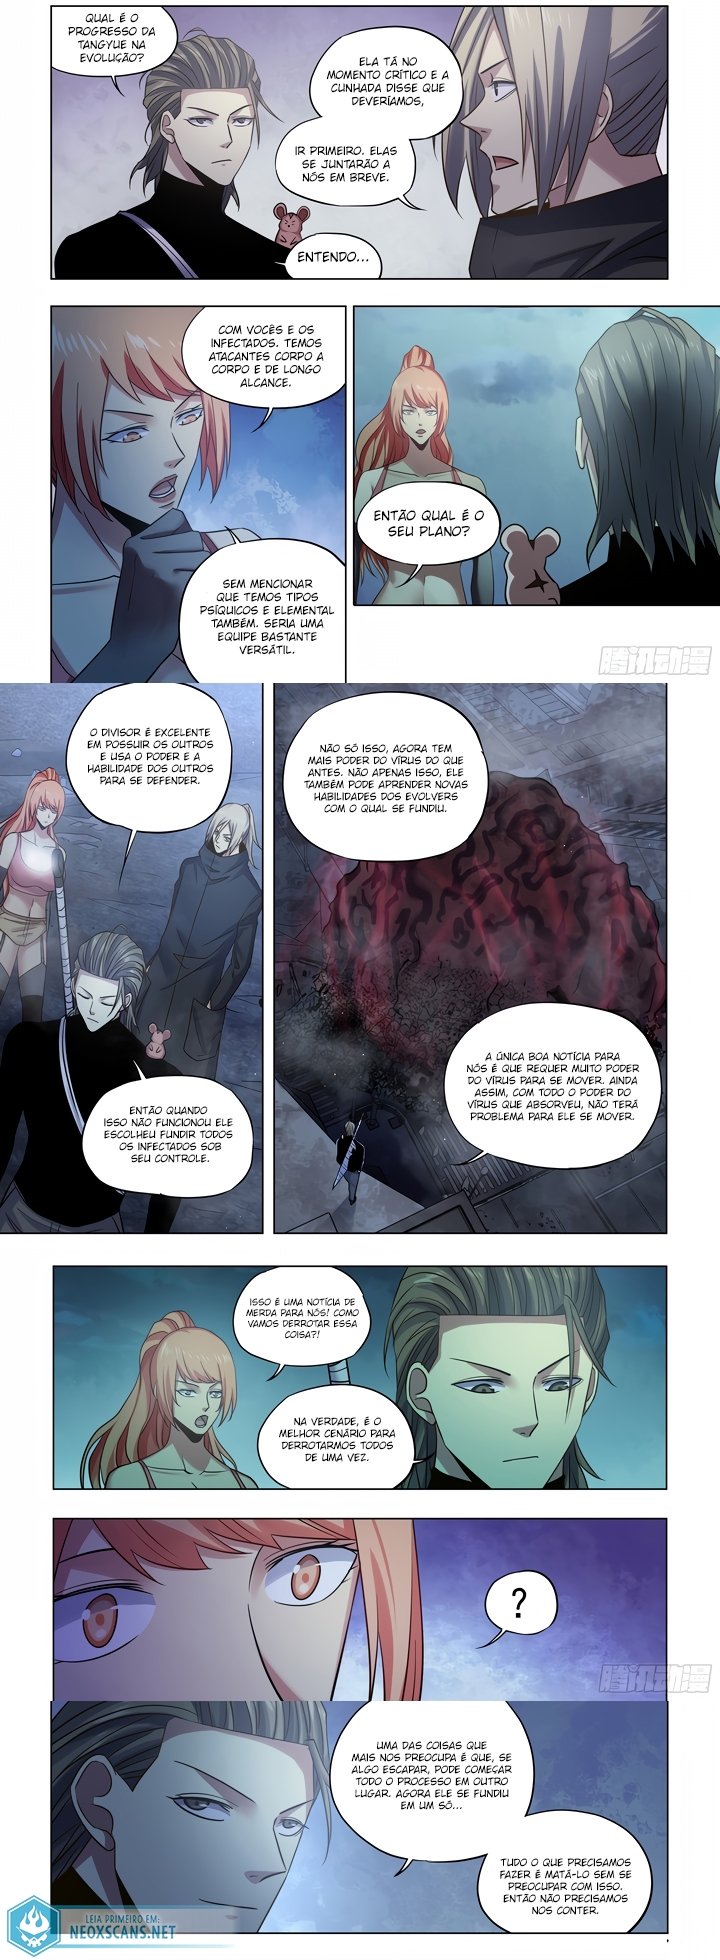 QUAL É O
PROGRESSO DA
TANGYUE NA
EVOLUÇÃO?
ELA TÁ NO
MOMENTO CRÍTICO E A
CUNHADA DISSE QUE
DEVERÍAMOS,
IR PRIMEIRO. ELAS
SE JUNTARÃO A
NÓS EM BREVE.
ENTENDO...
COM VOCÊS E OS
INFECTADOS. TEMOS
ATACANTES CORPO A
CORPO E DE LONGO
ALCANCE.
ENTÃO QUAL É O
SEU PLANO?
SEM MENCIONAR
QUE TEMOS TIPOS
PSÍQUICOS E ELEMENTAL
TAMBÉM. SERIA UMA
EQUIPE BASTANTE
VERSÁTIL.
腾讯动漫
O DIVISOR É EXCELENTE
EM POSSUIR OS OUTROS
E USA O PODER E A
HABILIDADE DOS OUTROS
PARA SE DEFENDER.
ENTÃO QUANDO
ISSO NÃO FUNCIONOU ELE
ESCOLHEU FUNDIR TODOS
OS INFECTADOS SOB
SEU CONTROLE.
NÃO SÓ ISSO, AGORA TEM
MAIS PODER DO VÍRUS DO QUE
ANTES. NÃO APENAS ISSO, ELE
TAMBÉM PODE APRENDER NOVAS
HABILIDADES DOS EVOLVERS
COM O QUAL SE FUNDIU.
A ÚNICA BOA NOTÍCIA PARA
NÓS É QUE REQUER MUITO PODER
DO VÍRUS PARA SE MOVER. AINDA
ASSIM, COM TODO O PODER DO
VÍRUS QUE ABSORVEU, NÃO TERÁ
PROBLEMA PARA ELE SE MOVER.
ISSO É UMA NOTÍCIA DE
MERDA PARA NÓS! COMO
VAMOS DERROTAR ESSA
COISA?!
NA VERDADE, É O
MELHOR CENÁRIO PARA
DERROTARMOS TODOS
DE UMA VEZ.
?
腾讯动漫
UMA DAS COISAS QUE
MAIS NOS PREOCUPA É QUE, SE
ALGO ESCAPAR, PODE COMEÇAR
TODO O PROCESSO EM OUTRO
LUGAR. AGORA ELE SE FUNDIU
EM UM SÓ...
TUDO O QUE PRECISAMOS
FAZER É MATÁ-LO SEM SE
PREOCUPAR COM ISSO.
ENTÃO NÃO PRECISAMOS
NOS CONTER.
LEIA PRIMEIRO EM:
NEOXSCANS.NET